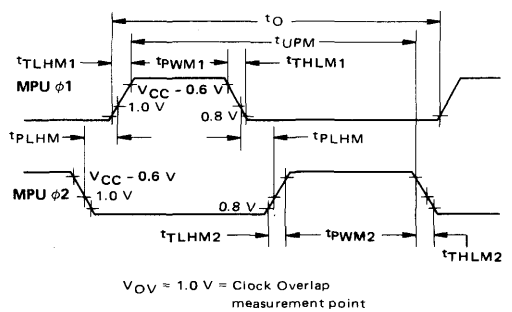 tO
tUPM
tTLHM1 tPWM1 tTHLM1
MPU φ1
VCC – 0.6 V
1.0 V
0.8 V
tPLHM tPLHM
VCC – 0.6 V
MPU φ2
1.0 V
0.8 V
tTLHM2 tPWM2
tTHLM2
VOV = 1.0 V = Clock Overlap
measurement point